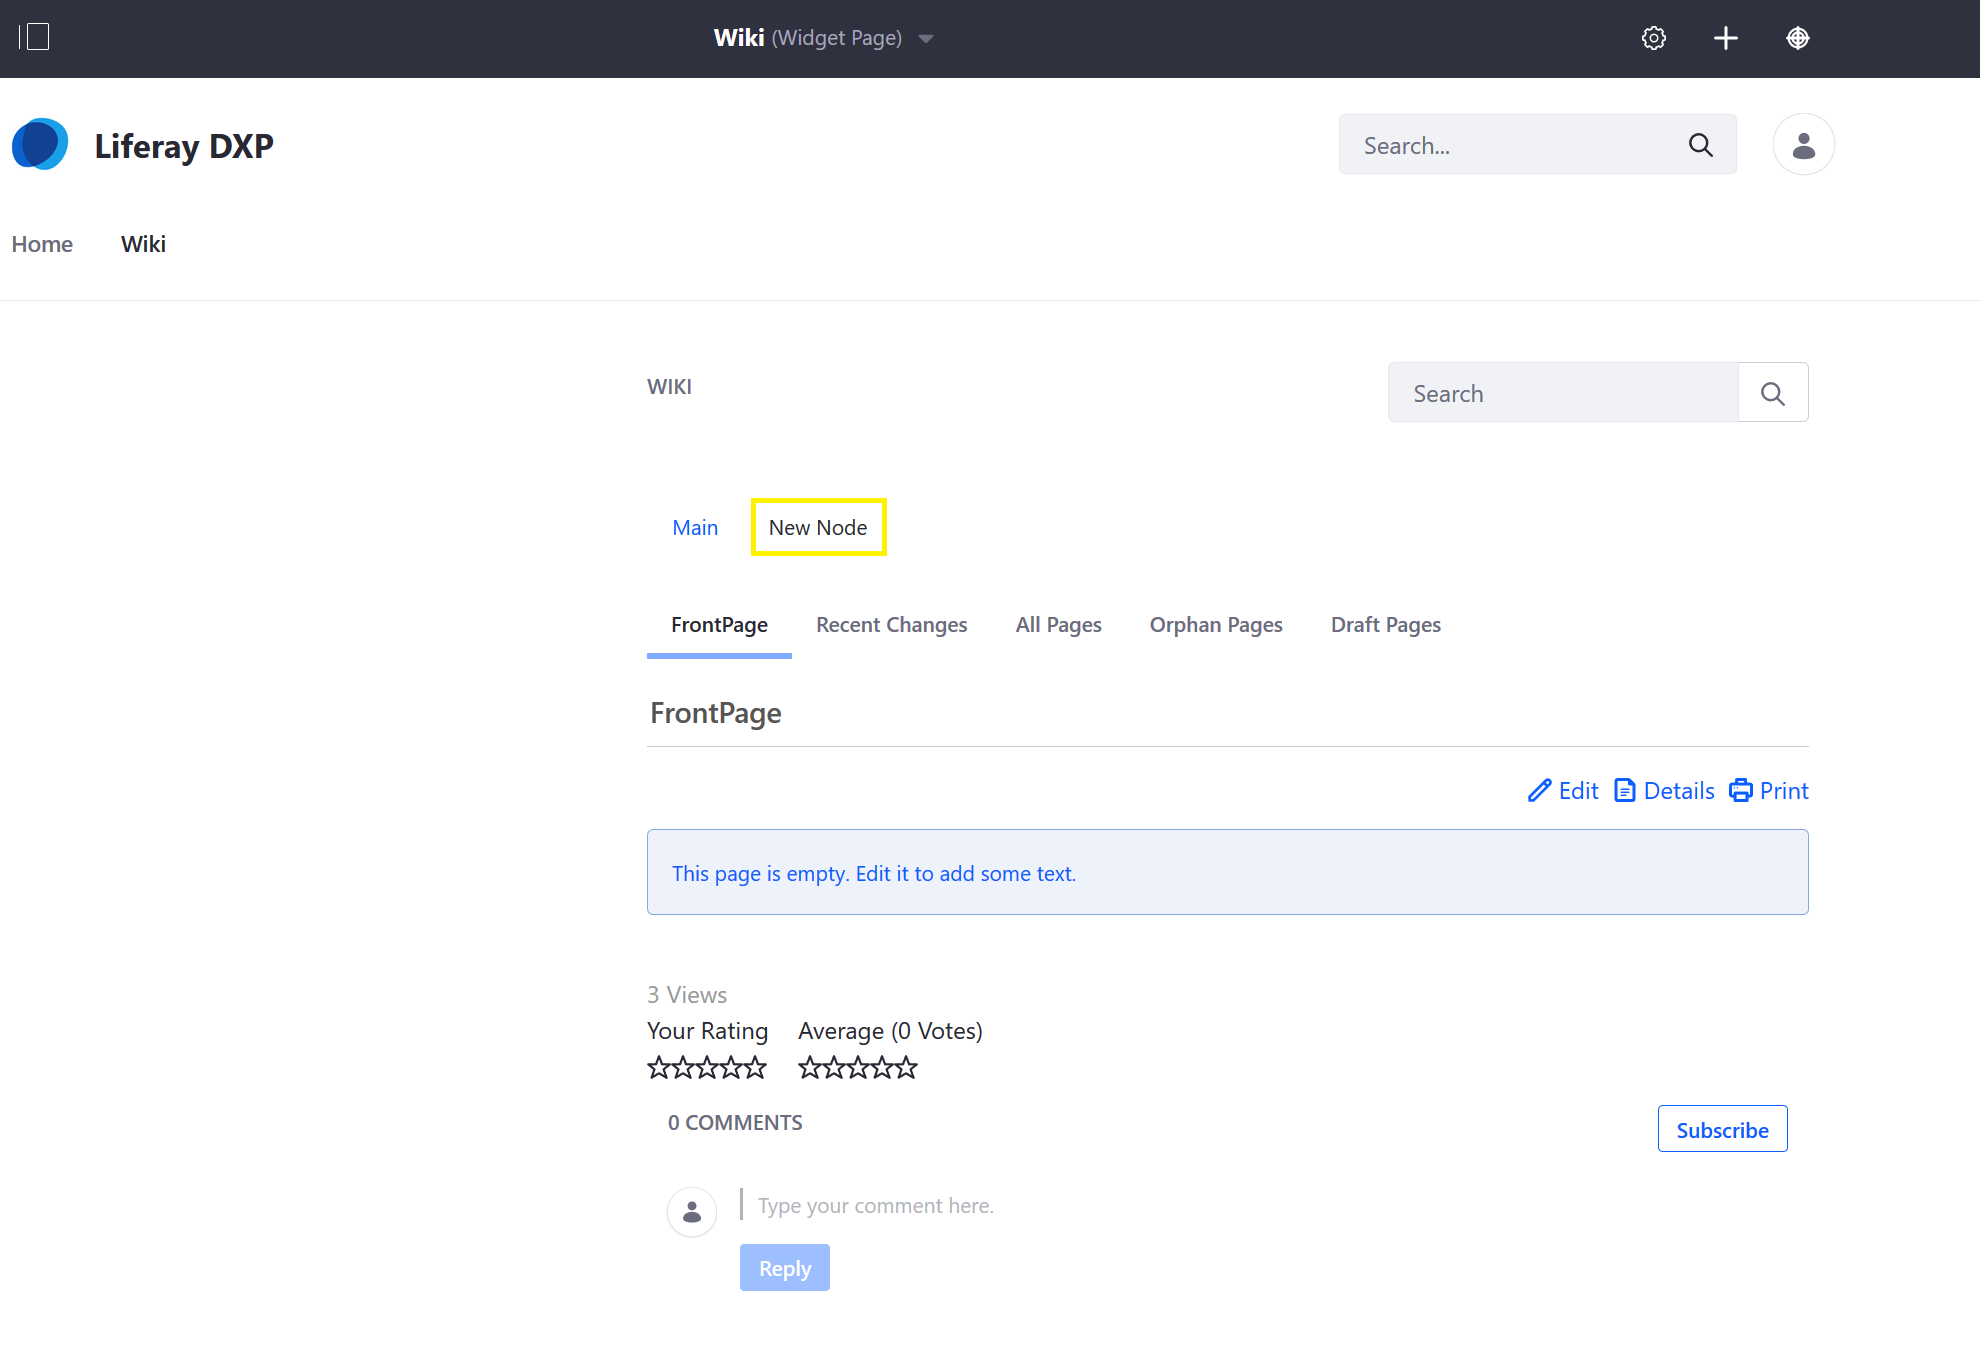 Wiki (Widget Page)
Liferay DXP
Search...
Home Wiki
WIKI
Search
Main New Node
FrontPage Recent Changes All Pages Orphan Pages Draft Pages
FrontPage
Edit Details Print
This page is empty. Edit it to add some text.
3 Views
Your Rating Average (0 Votes)
0 COMMENTS
Subscribe
Type your comment here.
Reply